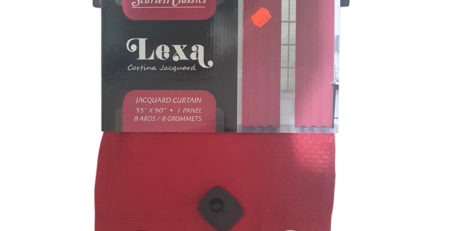 Scarlett Classics
Lexa
Cortina Jacquard
JACQUARD CURTAIN
55" X 90" • 1 PANEL
8 AROS / 8 GROMMETS